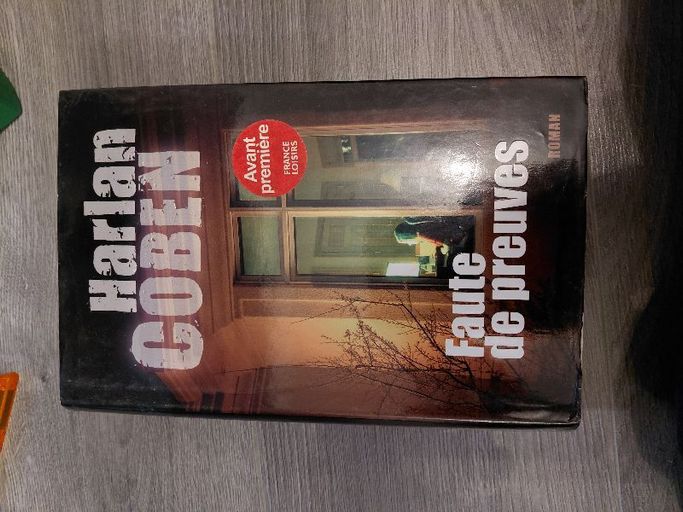 Harlan
COBEN
Avant
première
FRANCE
LOISIRS
Faute
de preuves
ROMAN